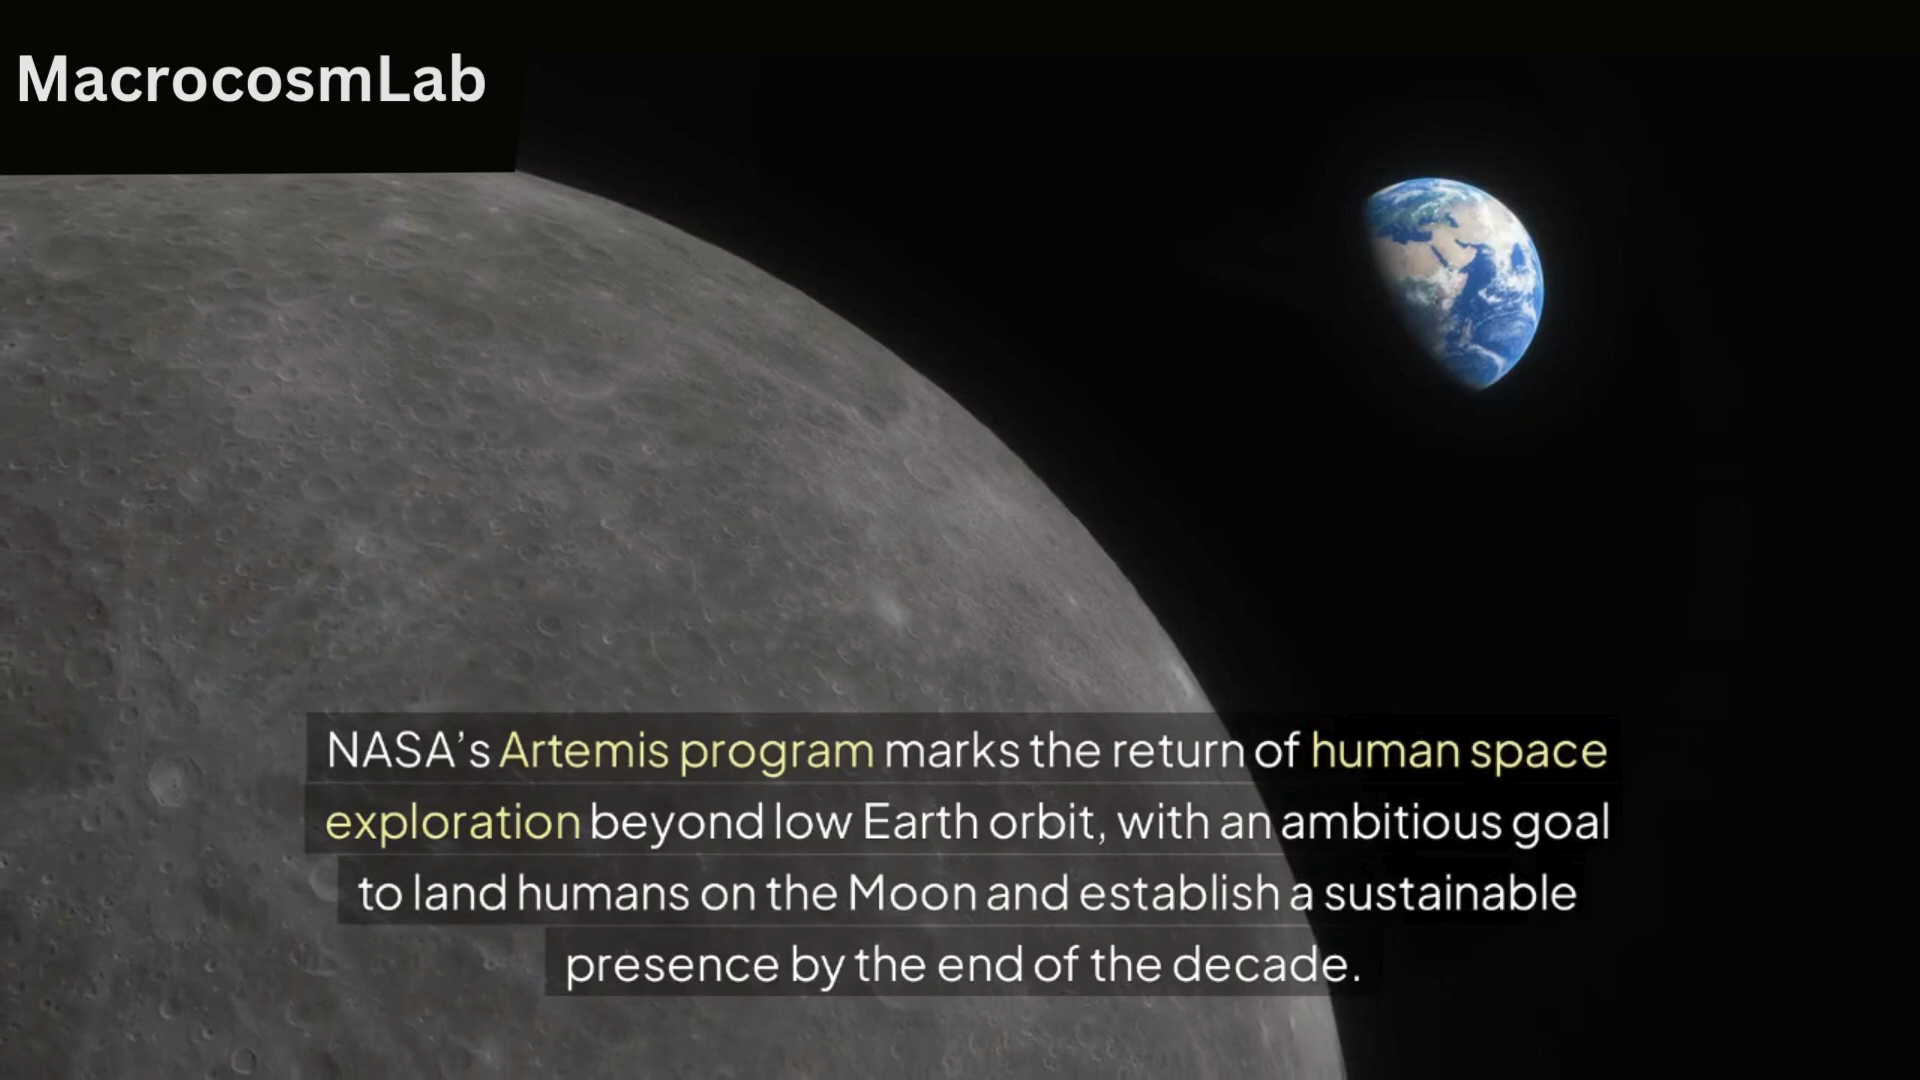 MacrocosmLab
NASA’s Artemis program marks the return of human space
exploration beyond low Earth orbit, with an ambitious goal
to land humans on the Moon and establish a sustainable
presence by the end of the decade.